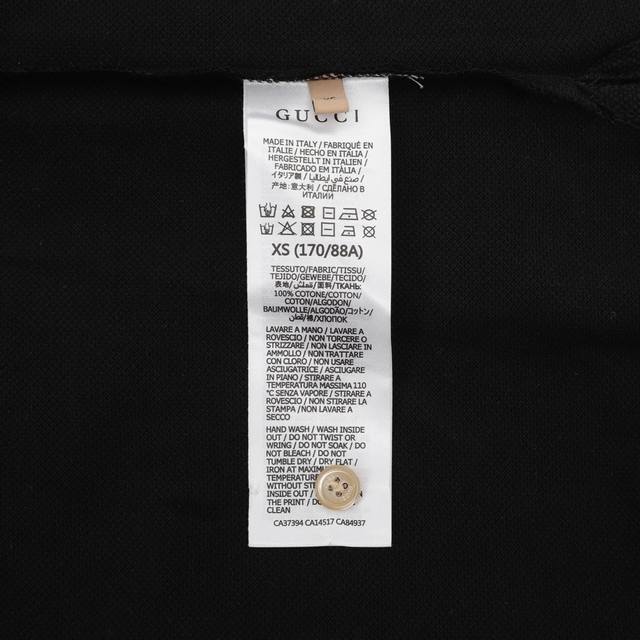 GUCCI
MADE IN ITALY / FABRIQUÉ EN
ITALIE / HECHO EN ITÀLIA /
HERGESTELLT IN ITALIEN /
FABRICADO EM ITÀLIA /
イタリア製 / صنع في ايطاليا /
产地: 意大利 / СДЕЛАНО В
ИТАЛИИ
XS (170/88A)
TESSUTO/FABRIC/TISSU/
TEJIDO/GEWEBE/TECIDO/
表地/قماش/面料/ТКАНЬ:
100% COTONE/COTTON/
COTON/ALGODON/
BAUMWOLLE/ALGODÃO/コットン/
قطن/棉/ХЛОПОК
LAVARE A MANO / LAVARE A
ROVESCIO / NON TORCERE O
STRIZZARE / NON LASCIARE IN
AMMOLLO / NON TRATTARE
CON CLORO / NON USARE
ASCIUGATRICE / ASCIUGARE
IN PIANO / STIRARE A
TEMPERATURA MASSIMA 110
°C SENZA VAPORE / STIRARE A
ROVESCIO / NON STIRARE LA
STAMPA / NON LAVARE A
SECCO
HAND WASH / WASH INSIDE
OUT / DO NOT TWIST OR
WRING / DO NOT SOAK / DO
NOT BLEACH / DO NOT
TUMBLE DRY / DRY FLAT /
IRON AT MAXIMU
TEMPERATURE
WITHOUT STE
INSIDE OUT /
THE PRINT / DO
CLEAN
CA37394 CA14517 CA84937